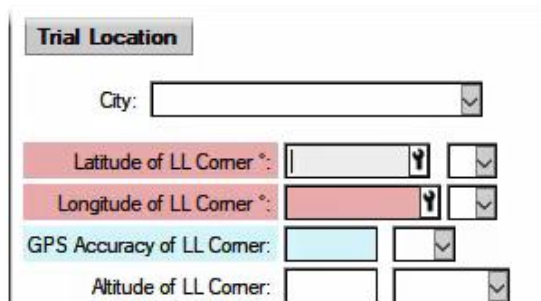 Trial Location
City:
Latitude of LL Corner °:
Longitude of LL Corner °:
GPS Accuracy of LL Corner:
Altitude of LL Corner: